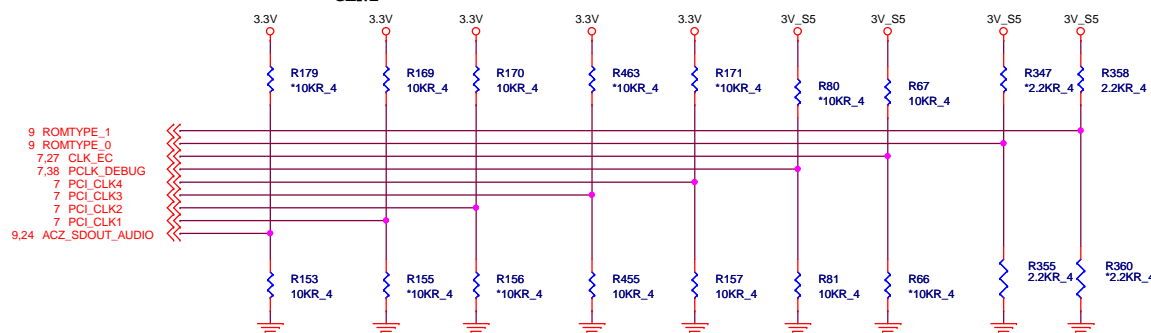 3.3V 3.3V 3.3V 3.3V 3.3V 3V_S5 3V_S5 3V_S5 3V_S5
R179 R169 R170 R463 R171 R80 R67 R347 R358
*10KR_4 10KR_4 10KR_4 *10KR_4 *10KR_4 *10KR_4 10KR_4 *2.2KR_4 2.2KR_4
9 ROMTYPE_1
9 ROMTYPE_0
7,27 CLK_EC
7,38 PCLK_DEBUG
7 PCI_CLK4
7 PCI_CLK3
7 PCI_CLK2
7 PCI_CLK1
9,24 ACZ_SDOUT_AUDIO
R153 R155 R156 R455 R157 R81 R66 R355 R360
10KR_4 *10KR_4 *10KR_4 10KR_4 10KR_4 10KR_4 *10KR_4 2.2KR_4 *2.2KR_4